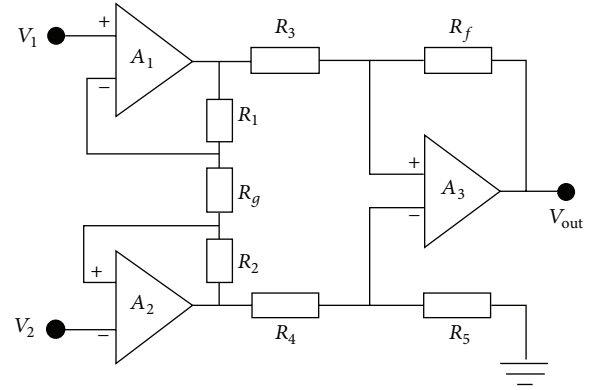 V1
+
−
A1
R3
Rf
R1
Rg
+
−
A3
Vout
R2
+
−
A2
V2
R4
R5